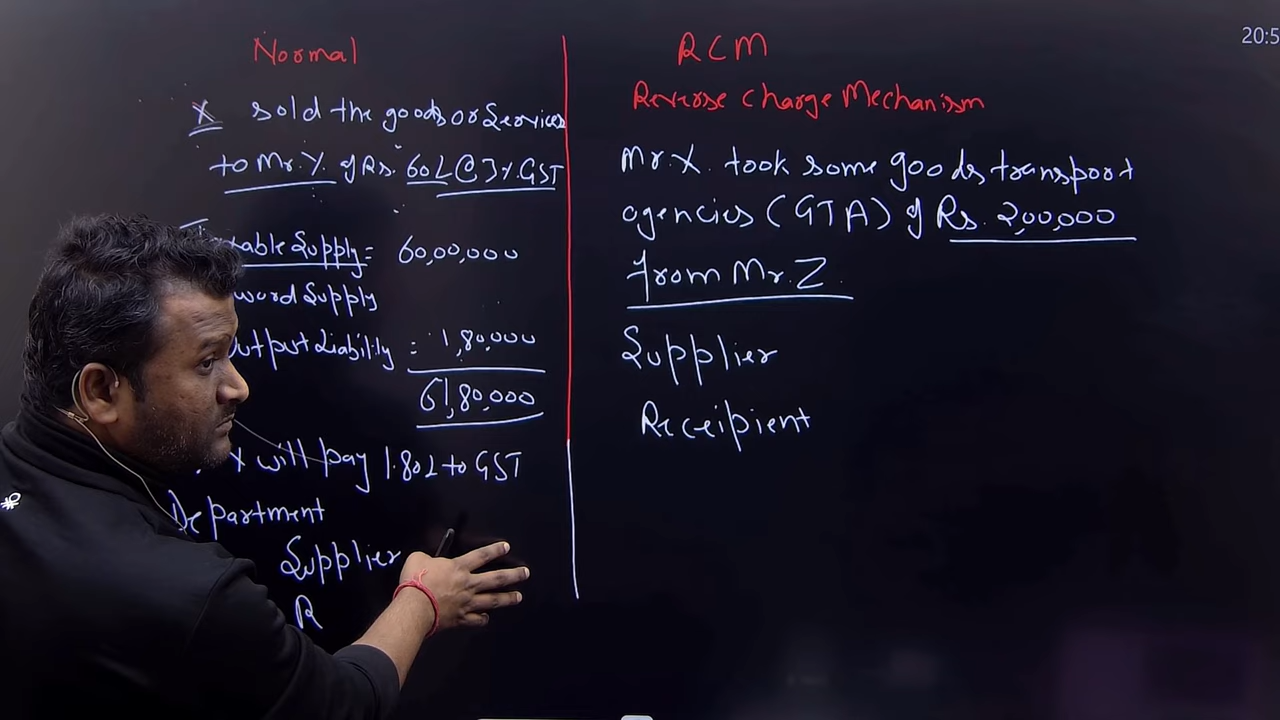 Normal
X sold the goods or Services
to Mr. Y. of Rs. 60L @ 3%. GST
able Supply = 60,00,000
word Supply
utput Liability = 1,80,000
61,80,000
X will pay 1.80L to GST
Department
Supplier
R
RCM
Reverse Charge Mechanism
Mr. X. took some goods transport
agencies (GTA) of Rs. 2,00,000
from Mr. Z.
Supplier
Receipient
20:5